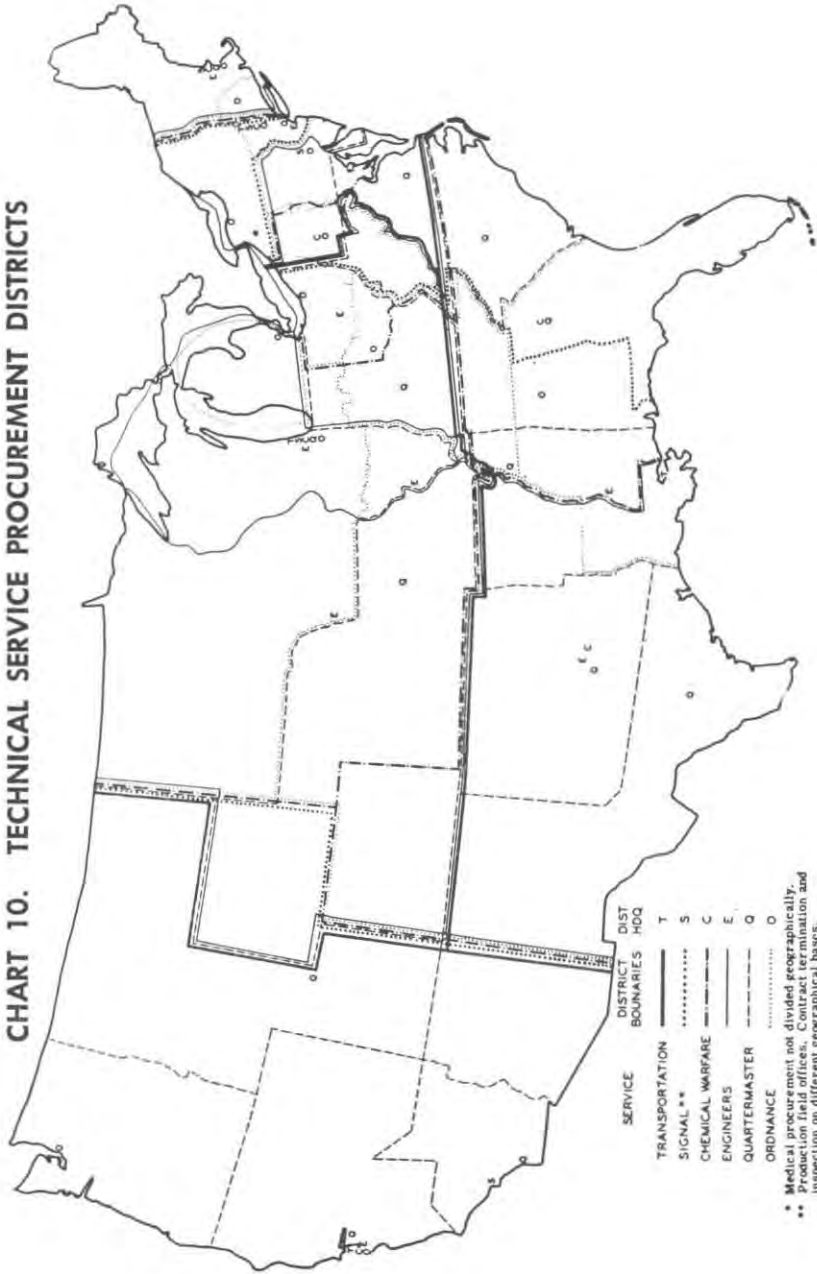 CHART 10. TECHNICAL SERVICE PROCUREMENT DISTRICTS
SERVICE DISTRICT BOUNARIES DIST HDQ
TRANSPORTATION T
SIGNAL** S
CHEMICAL WARFARE C
ENGINEERS E
QUARTERMASTER Q
ORDNANCE O
* Medical procurement not divided geographically.
** Production field offices. Contract termination and
inspection on different geographical bases.